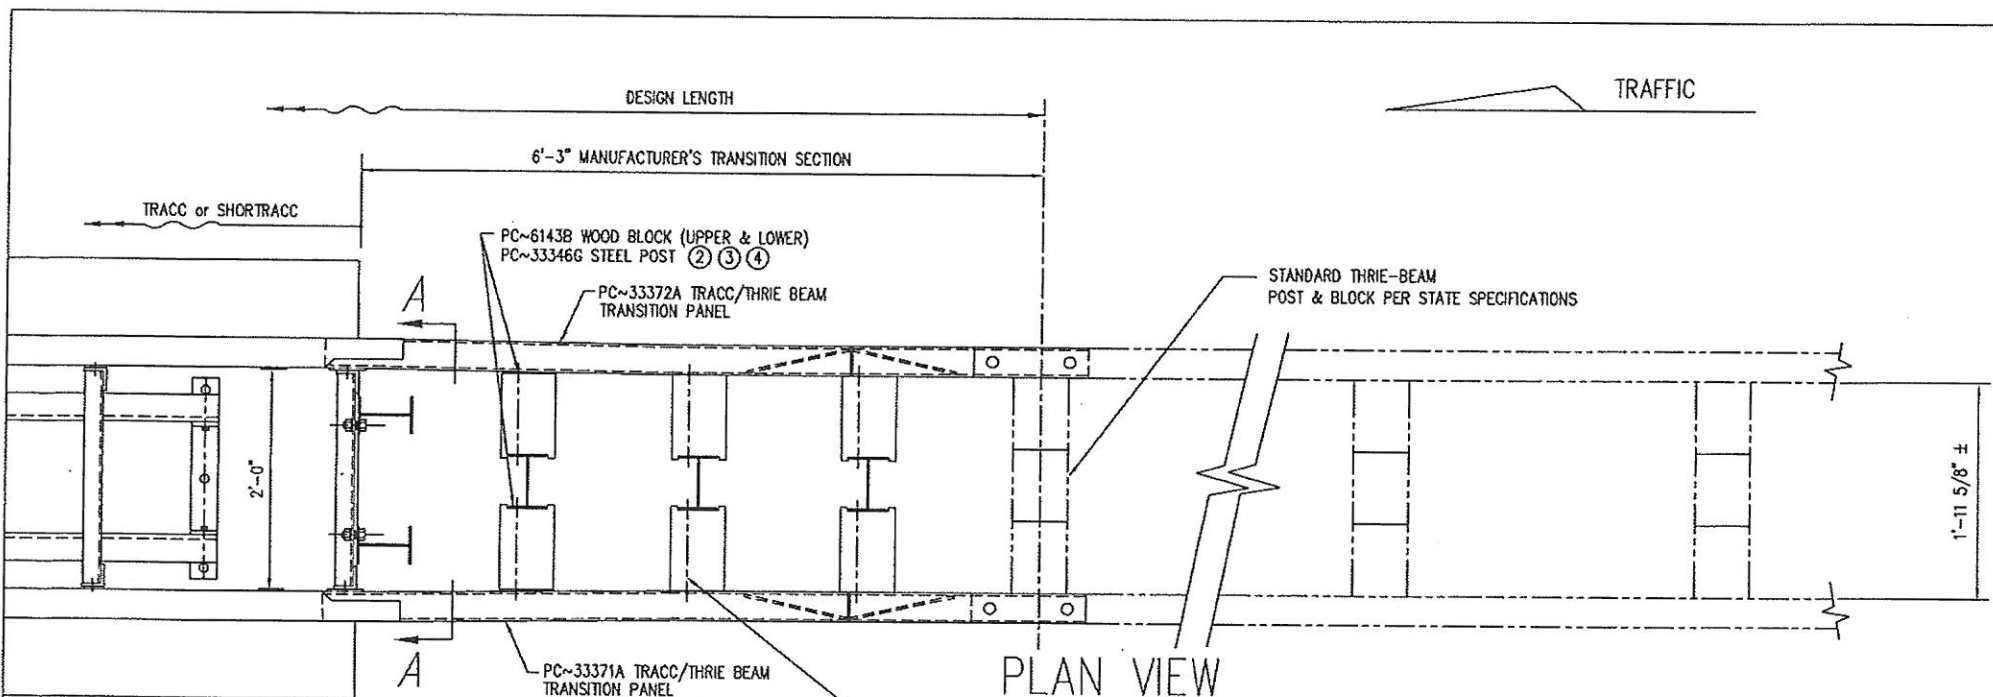 DESIGN LENGTH
TRAFFIC
6'-3" MANUFACTURER'S TRANSITION SECTION
TRACC or SHORTRACC
PC~6143B WOOD BLOCK (UPPER & LOWER)
PC~33346G STEEL POST ② ③ ④
STANDARD THRIE-BEAM
POST & BLOCK PER STATE SPECIFICATIONS
A
PC~33372A TRACC/THRIE BEAM
TRANSITION PANEL
2'-0"
1'-11 5/8" ±
A
PC~33371A TRACC/THRIE BEAM
TRANSITION PANEL
PLAN VIEW